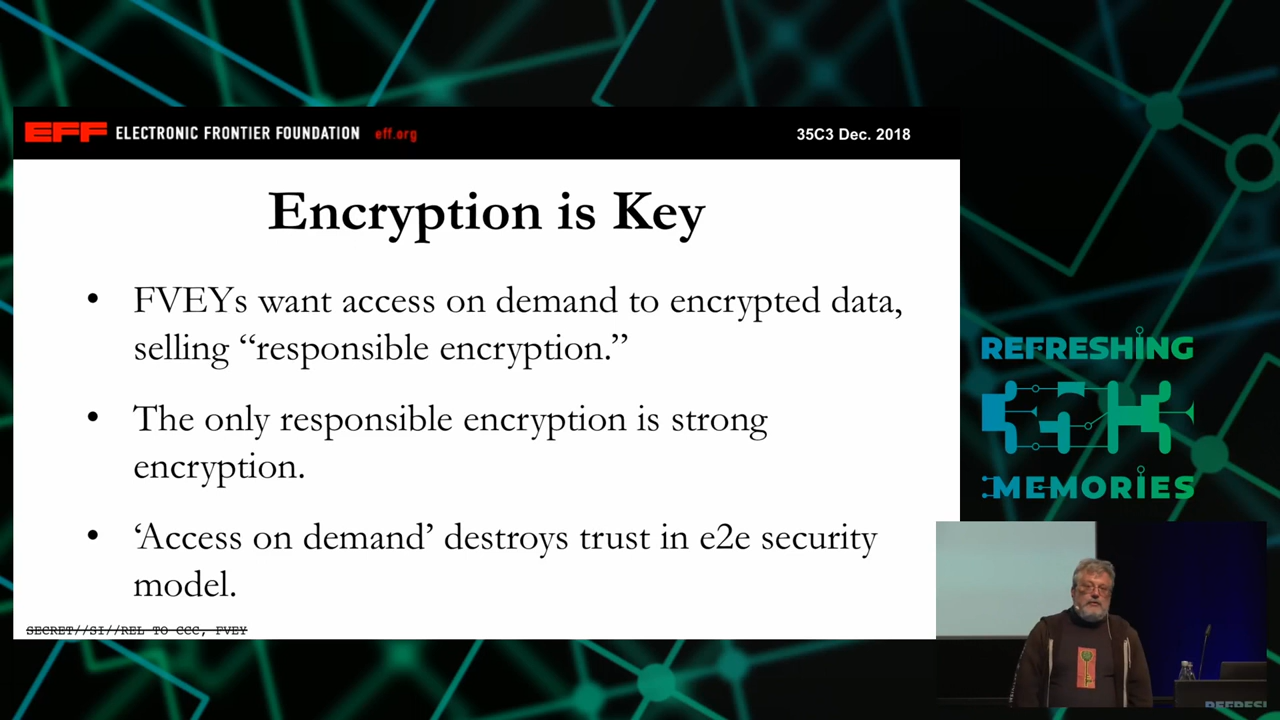 EFF ELECTRONIC FRONTIER FOUNDATION eff.org
35C3 Dec. 2018
Encryption is Key
• FVEYs want access on demand to encrypted data,
selling “responsible encryption.”
• The only responsible encryption is strong
encryption.
• ‘Access on demand’ destroys trust in e2e security
model.
SECRET//SI//REL TO CCC, FVEY
REFRESHING
35C3
MEMORIES